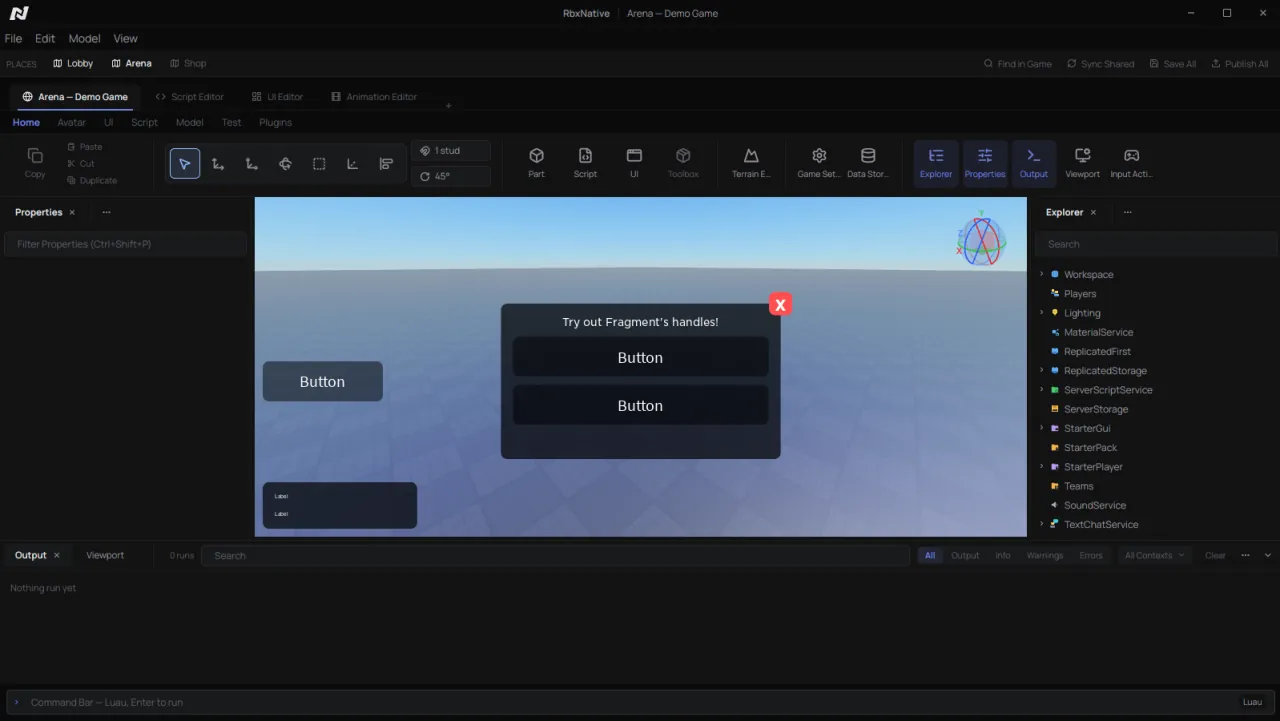 RbxNative Arena — Demo Game
File Edit Model View
PLACES Lobby Arena Shop Find in Game Sync Shared Save All Publish All
Arena — Demo Game Script Editor UI Editor Animation Editor +
Home Avatar UI Script Model Test Plugins
Copy Paste Cut Duplicate
1 stud
45°
Part Script UI Toolbox Terrain E... Game Set... Data Stor... Explorer Properties Output Viewport Input Acti...
Properties
Filter Properties (Ctrl+Shift+P)
Y
Z
X
X
Try out Fragment's handles!
Button
Button
Button
Label
Label
Explorer
Search
Workspace
Players
Lighting
MaterialService
ReplicatedFirst
ReplicatedStorage
ServerScriptService
ServerStorage
StarterGui
StarterPack
StarterPlayer
Teams
SoundService
TextChatService
Output Viewport 0 runs Search All Output Info Warnings Errors All Contexts Clear
Nothing run yet
Command Bar — Luau, Enter to run Luau